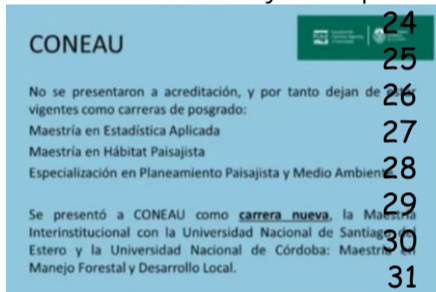 CONEAU
No se presentaron a acreditación, y por tanto dejan de estar
vigentes como carreras de posgrado:
Maestría en Estadística Aplicada
Maestría en Hábitat Paisajista
Especialización en Planeamiento Paisajista y Medio Ambiente
Se presentó a CONEAU como carrera nueva, la Maestría
Interinstitucional con la Universidad Nacional de Santiago del
Estero y la Universidad Nacional de Córdoba: Maestría en
Manejo Forestal y Desarrollo Local.
24
25
26
27
28
29
30
31